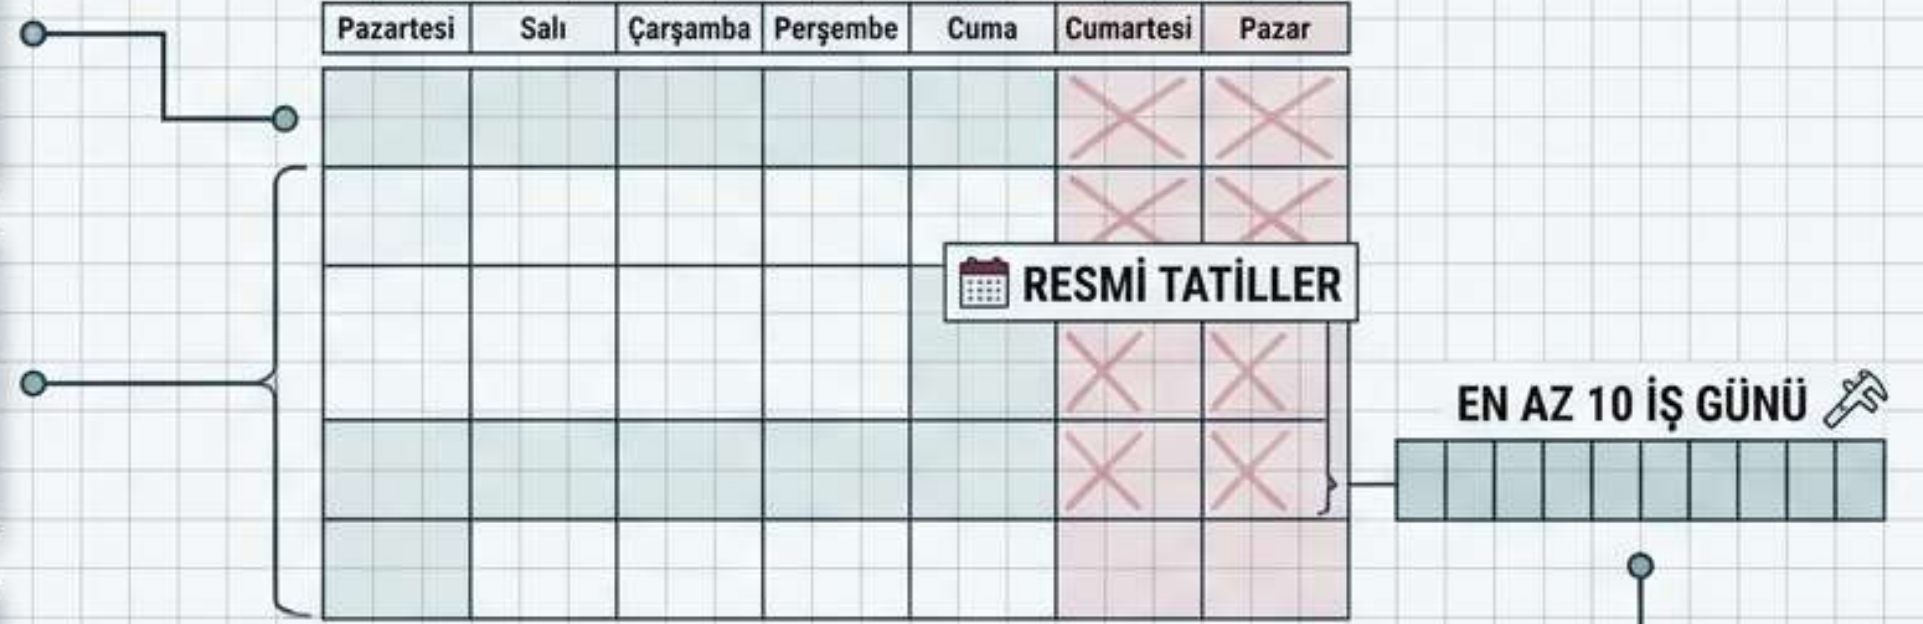 Pazartesi Salı Çarşamba Perşembe Cuma Cumartesi Pazar
RESMİ TATİLLER
EN AZ 10 İŞ GÜNÜ